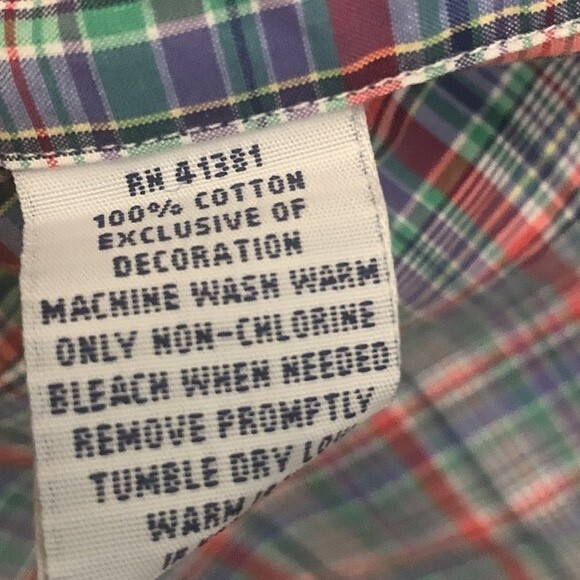 RN 41381
100% COTTON
EXCLUSIVE OF
DECORATION
MACHINE WASH WARM
ONLY NON-CHLORINE
BLEACH WHEN NEEDED
REMOVE PROMPTLY
TUMBLE DRY LOW
WARM